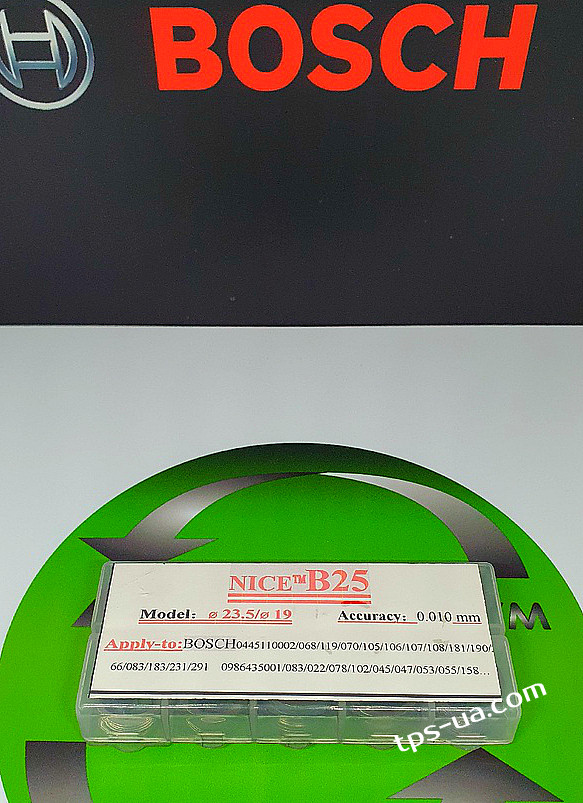 BOSCH
NICE™B25
Model: ø 23.5/ø 19 Accuracy: 0.010 mm
Apply-to:BOSCH0445110002/068/119/070/105/106/107/108/181/190/
66/083/183/231/291 0986435001/083/022/078/102/045/047/053/055/158...
M
tps-ua.com